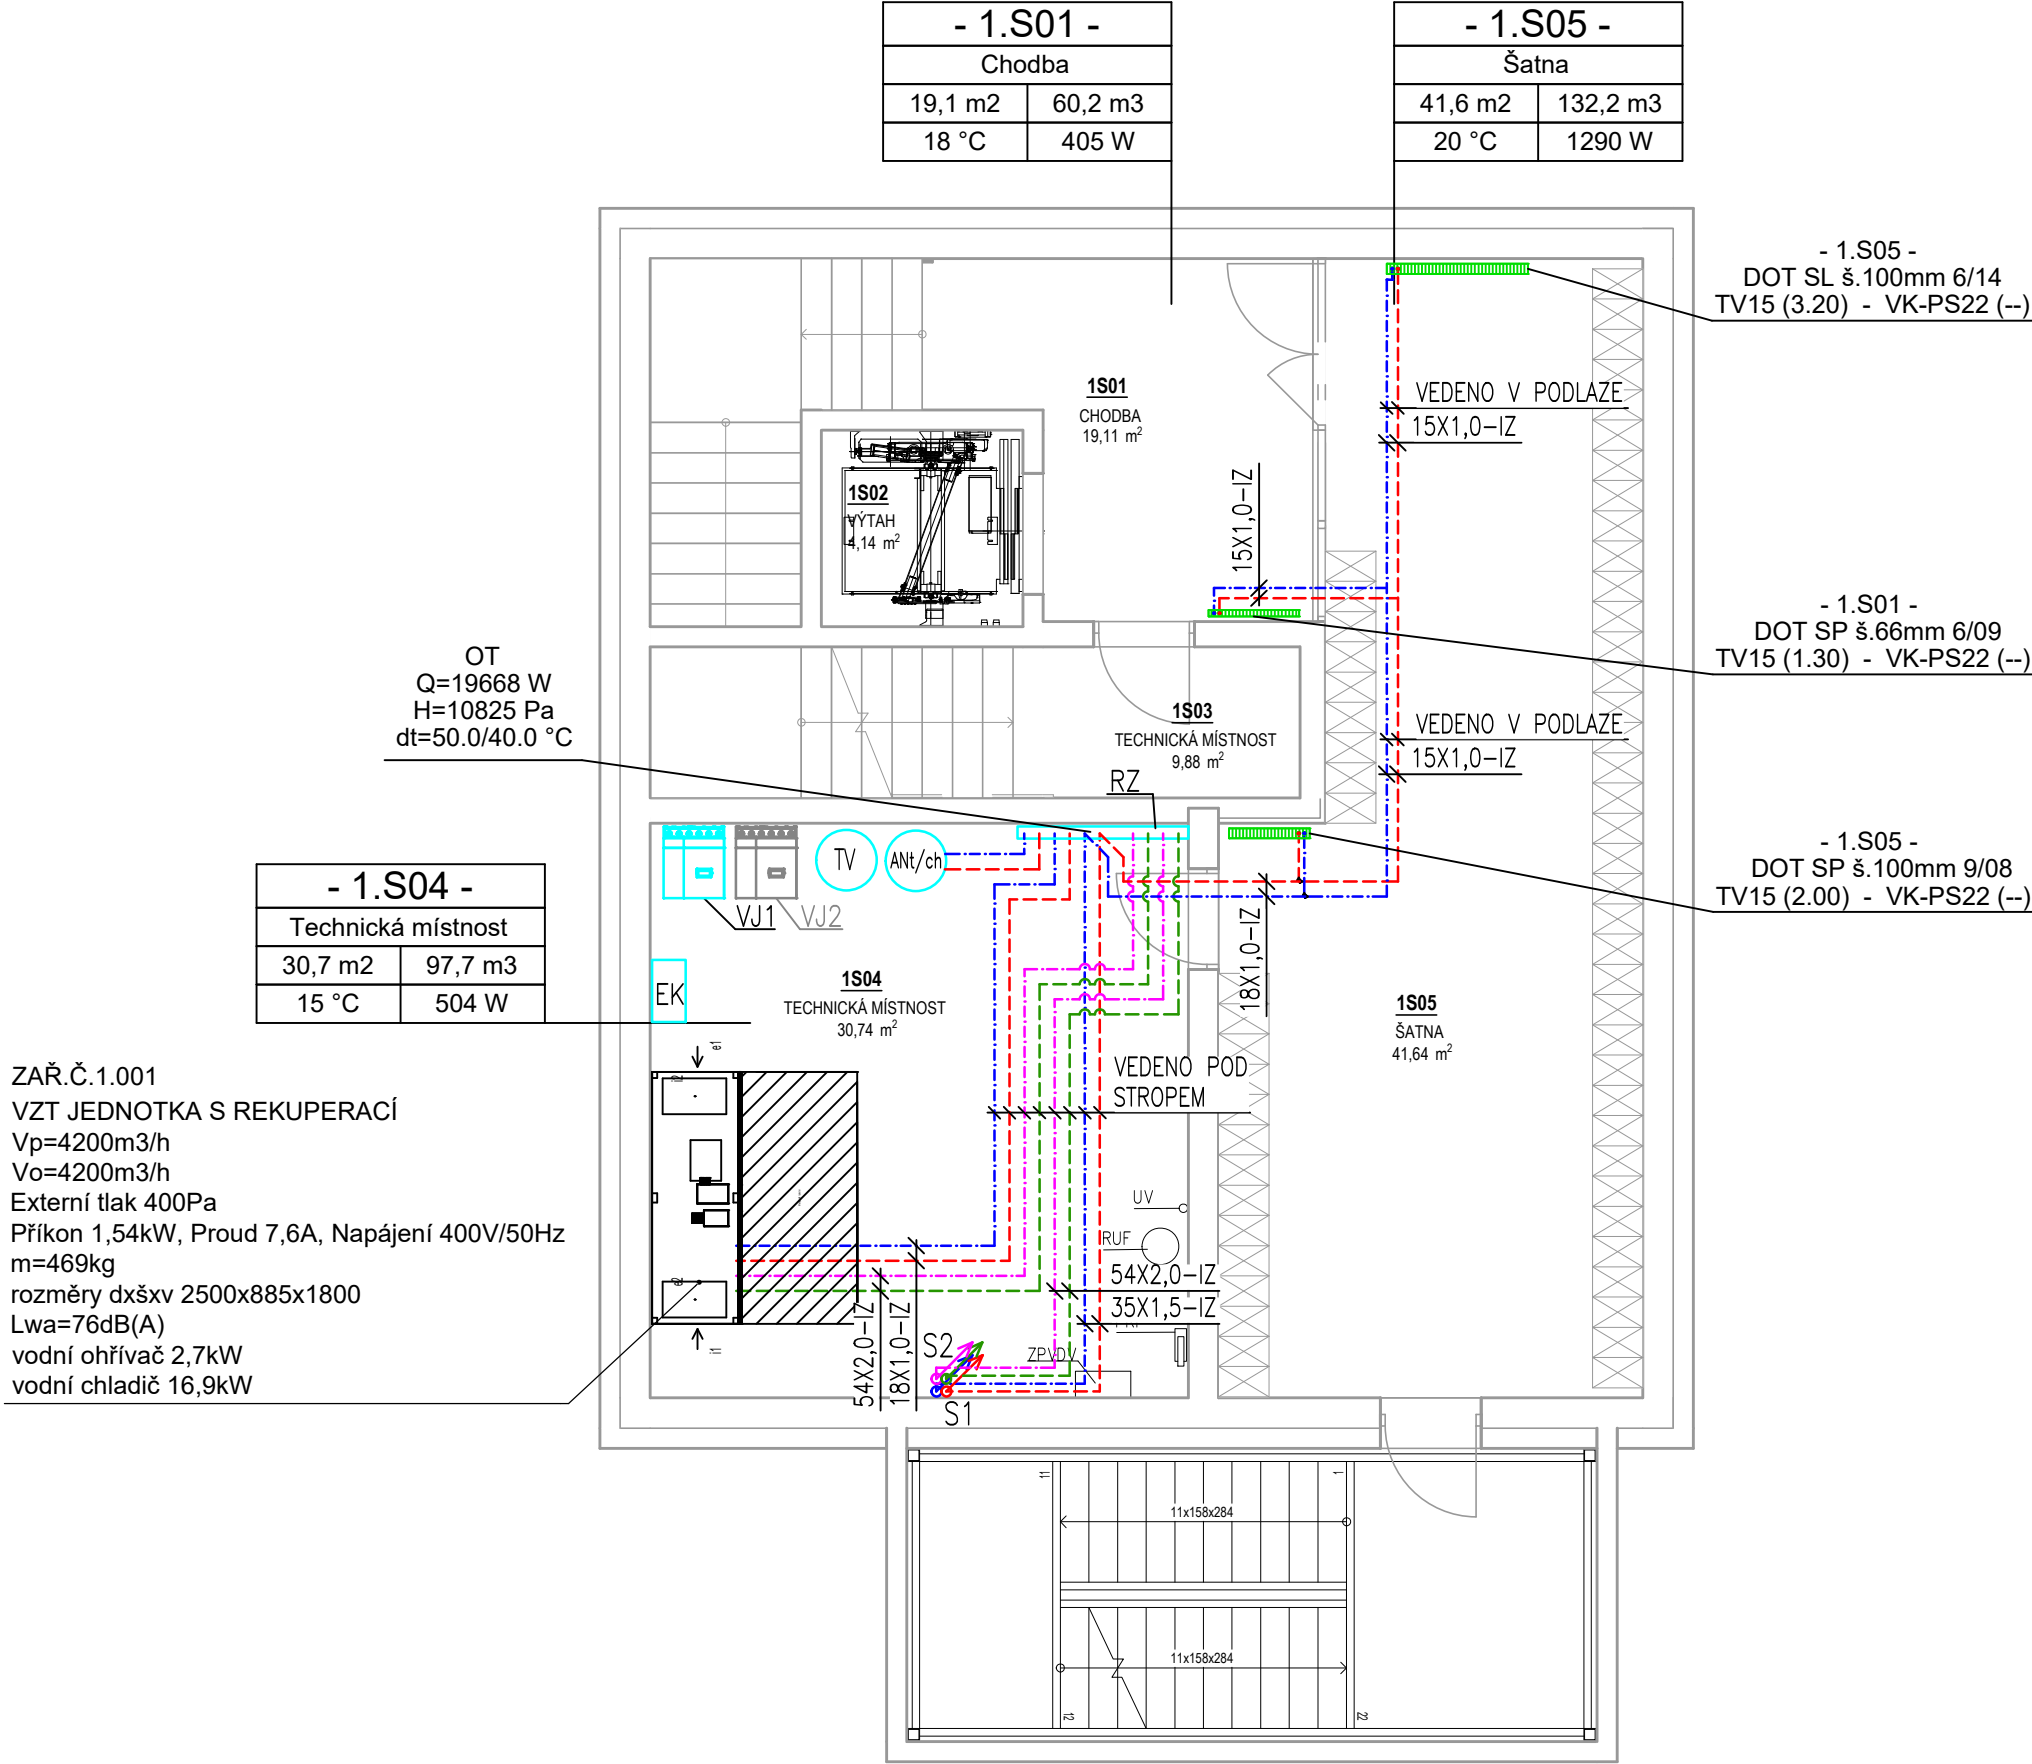 - 1.S01 -
Chodba
19,1 m2 60,2 m3
18 °C 405 W
- 1.S05 -
Šatna
41,6 m2 132,2 m3
20 °C 1290 W
- 1.S05 -
DOT SL š.100mm 6/14
TV15 (3.20) - VK-PS22 (--)
1S01
CHODBA
19,11 m²
VEDENO V PODLAZE
15X1,0-IZ
1S02
VÝTAH
4,14 m²
15X1,0-IZ
- 1.S01 -
DOT SP š.66mm 6/09
TV15 (1.30) - VK-PS22 (--)
OT
Q=19668 W
H=10825 Pa
dt=50.0/40.0 °C
1S03
TECHNICKÁ MÍSTNOST
9,88 m²
VEDENO V PODLAZE
15X1,0-IZ
RZ
- 1.S05 -
DOT SP š.100mm 9/08
TV15 (2.00) - VK-PS22 (--)
TV
ANt/ch
VJ1
VJ2
- 1.S04 -
Technická místnost
30,7 m2 97,7 m3
15 °C 504 W
EK
1S04
TECHNICKÁ MÍSTNOST
30,74 m²
18X1,0-IZ
1S05
ŠATNA
41,64 m²
VEDENO POD
STROPEM
ZAŘ.Č.1.001
VZT JEDNOTKA S REKUPERACÍ
Vp=4200m3/h
Vo=4200m3/h
Externí tlak 400Pa
Příkon 1,54kW, Proud 7,6A, Napájení 400V/50Hz
m=469kg
rozměry dxšxv 2500x885x1800
Lwa=76dB(A)
vodní ohřívač 2,7kW
vodní chladič 16,9kW
e1
i2
e2
i1
UV
RUF
54X2,0-IZ
35X1,5-IZ
54X2,0-IZ
18X1,0-IZ
S2
S1
ZPVDV
11
1
11x158x284
11x158x284
12
22